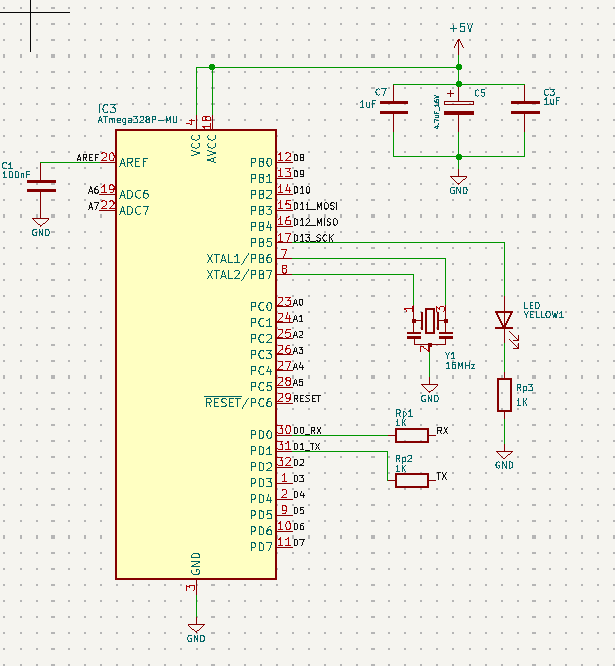 +5V
C7
1uF
+
4.7uF_16V
C5
C3
1uF
GND
IC3
ATmega328P-MU
4
18
VCC
AVCC
C1
100nF
GND
AREF 20 AREF
A6 19 ADC6
A7 22 ADC7
PB0 12 D8
PB1 13 D9
PB2 14 D10
PB3 15 D11_MOSI
PB4 16 D12_MISO
PB5 17 D13_SCK
XTAL1/PB6 7
XTAL2/PB7 8
PC0 23 A0
PC1 24 A1
PC2 25 A2
PC3 26 A3
PC4 27 A4
PC5 28 A5
RESET/PC6 29 RESET
PD0 30 D0_RX
PD1 31 D1_TX
PD2 32 D2
PD3 1 D3
PD4 2 D4
PD5 9 D5
PD6 10 D6
PD7 11 D7
GND
3
GND
1
3
2
Y1
16MHz
GND
LED
YELLOW1
Rp3
1K
GND
Rp1
1K
RX
Rp2
1K
TX